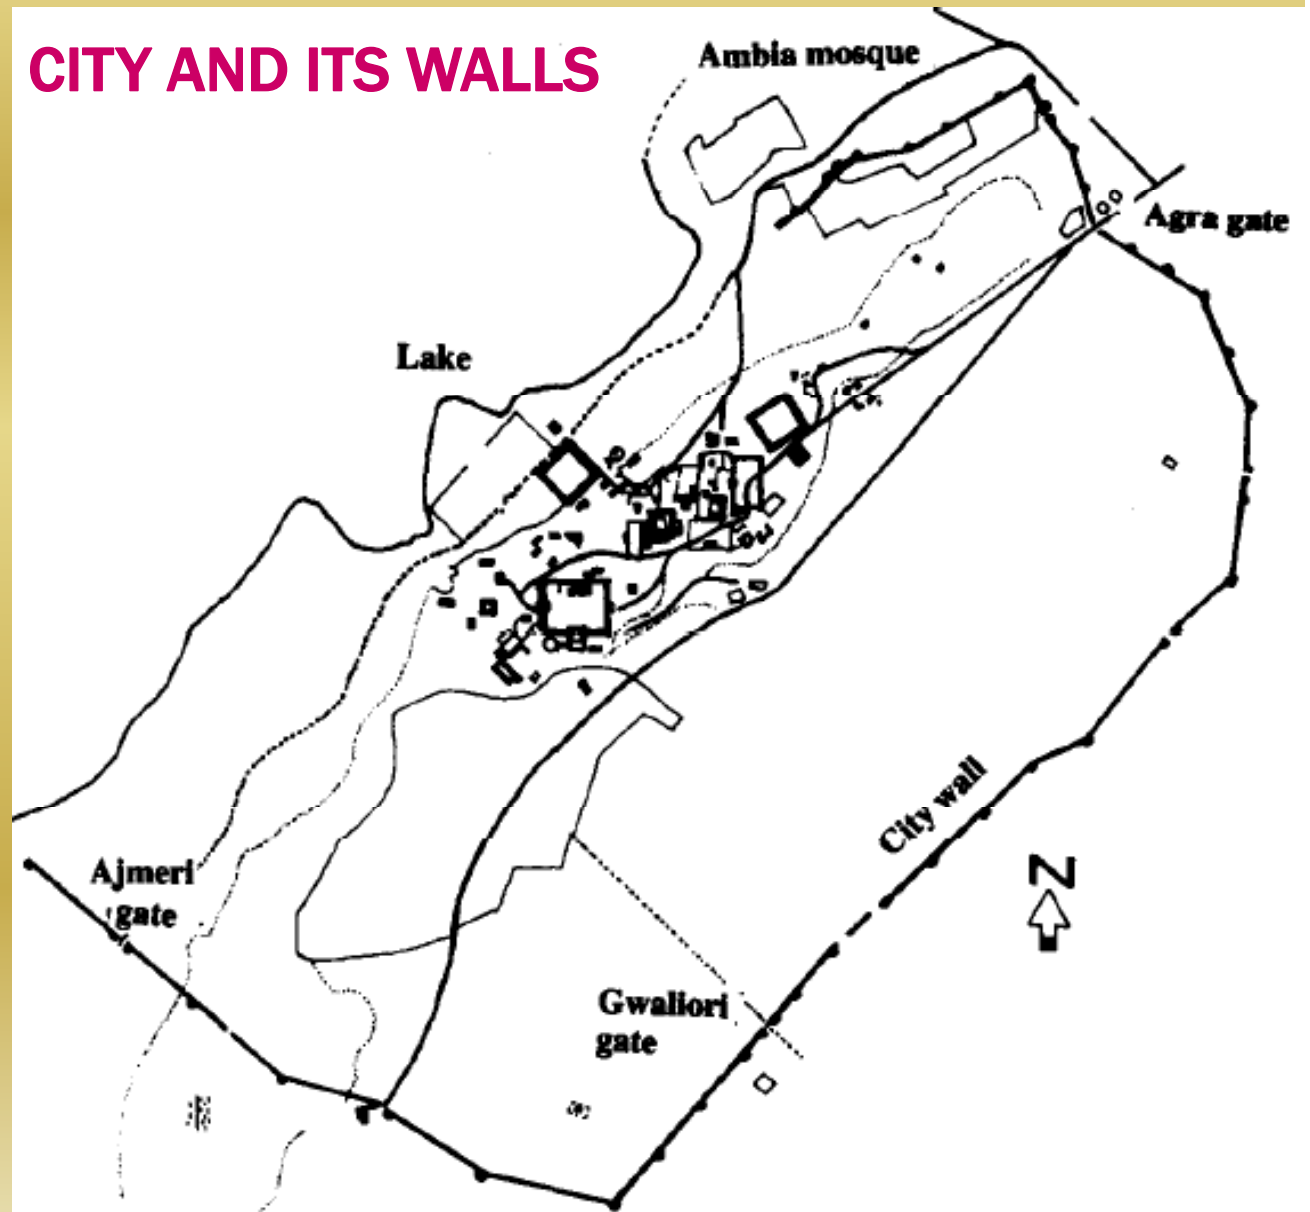 CITY AND ITS WALLS
Ambia mosque
Agra gate
Lake
City wall
Ajmeri
gate
N
Gwaliori
gate